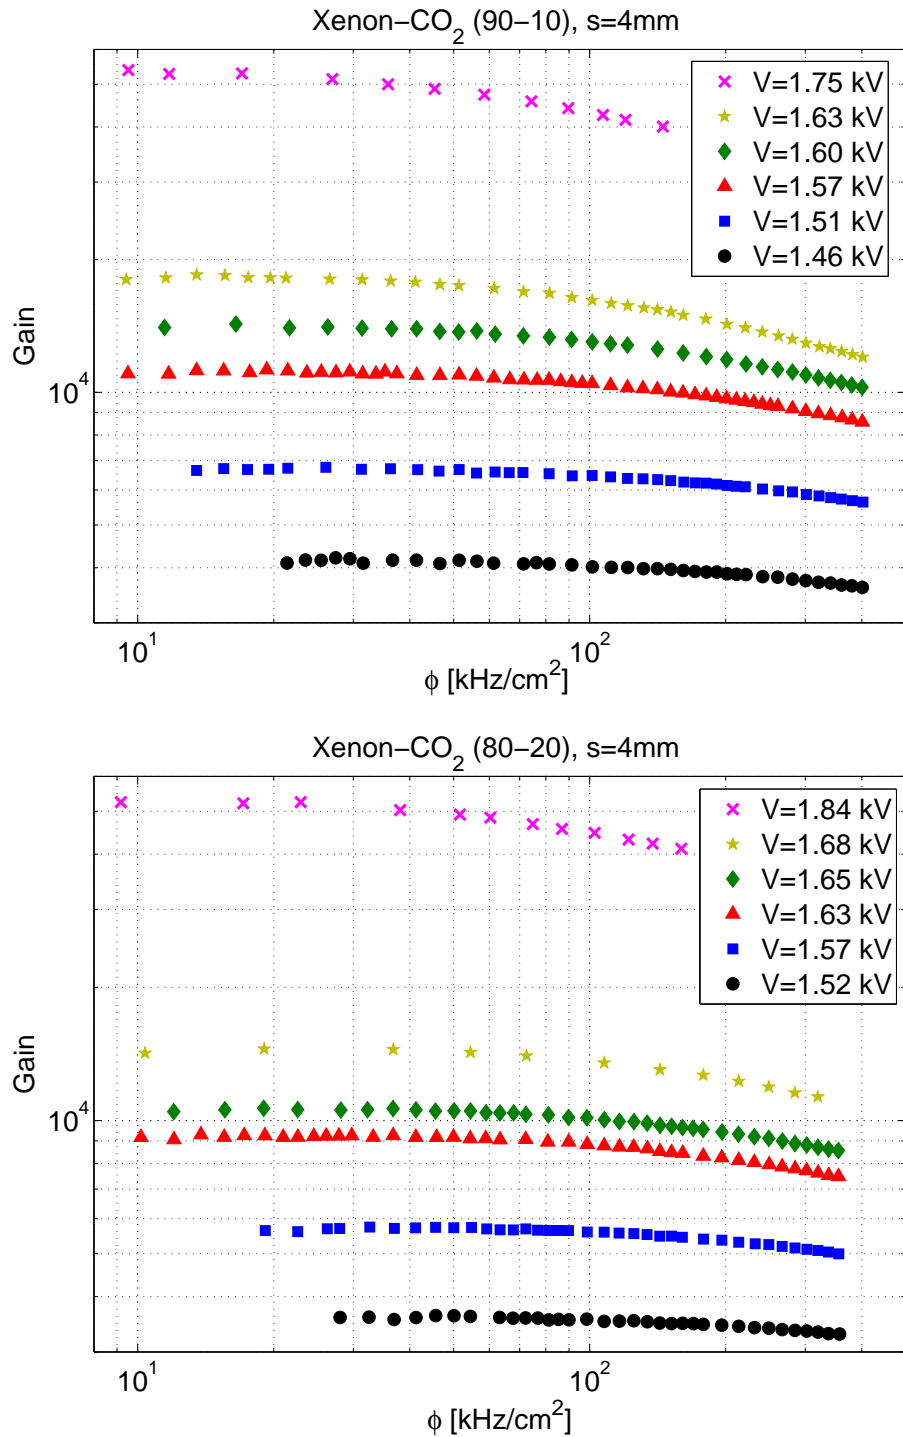 Xenon−CO2 (90−10), s=4mm
V=1.75 kV
V=1.63 kV
V=1.60 kV
V=1.57 kV
V=1.51 kV
V=1.46 kV
Gain
10^4
10^1
10^2
ϕ [kHz/cm^2]
Xenon−CO2 (80−20), s=4mm
V=1.84 kV
V=1.68 kV
V=1.65 kV
V=1.63 kV
V=1.57 kV
V=1.52 kV
Gain
10^4
10^1
10^2
ϕ [kHz/cm^2]